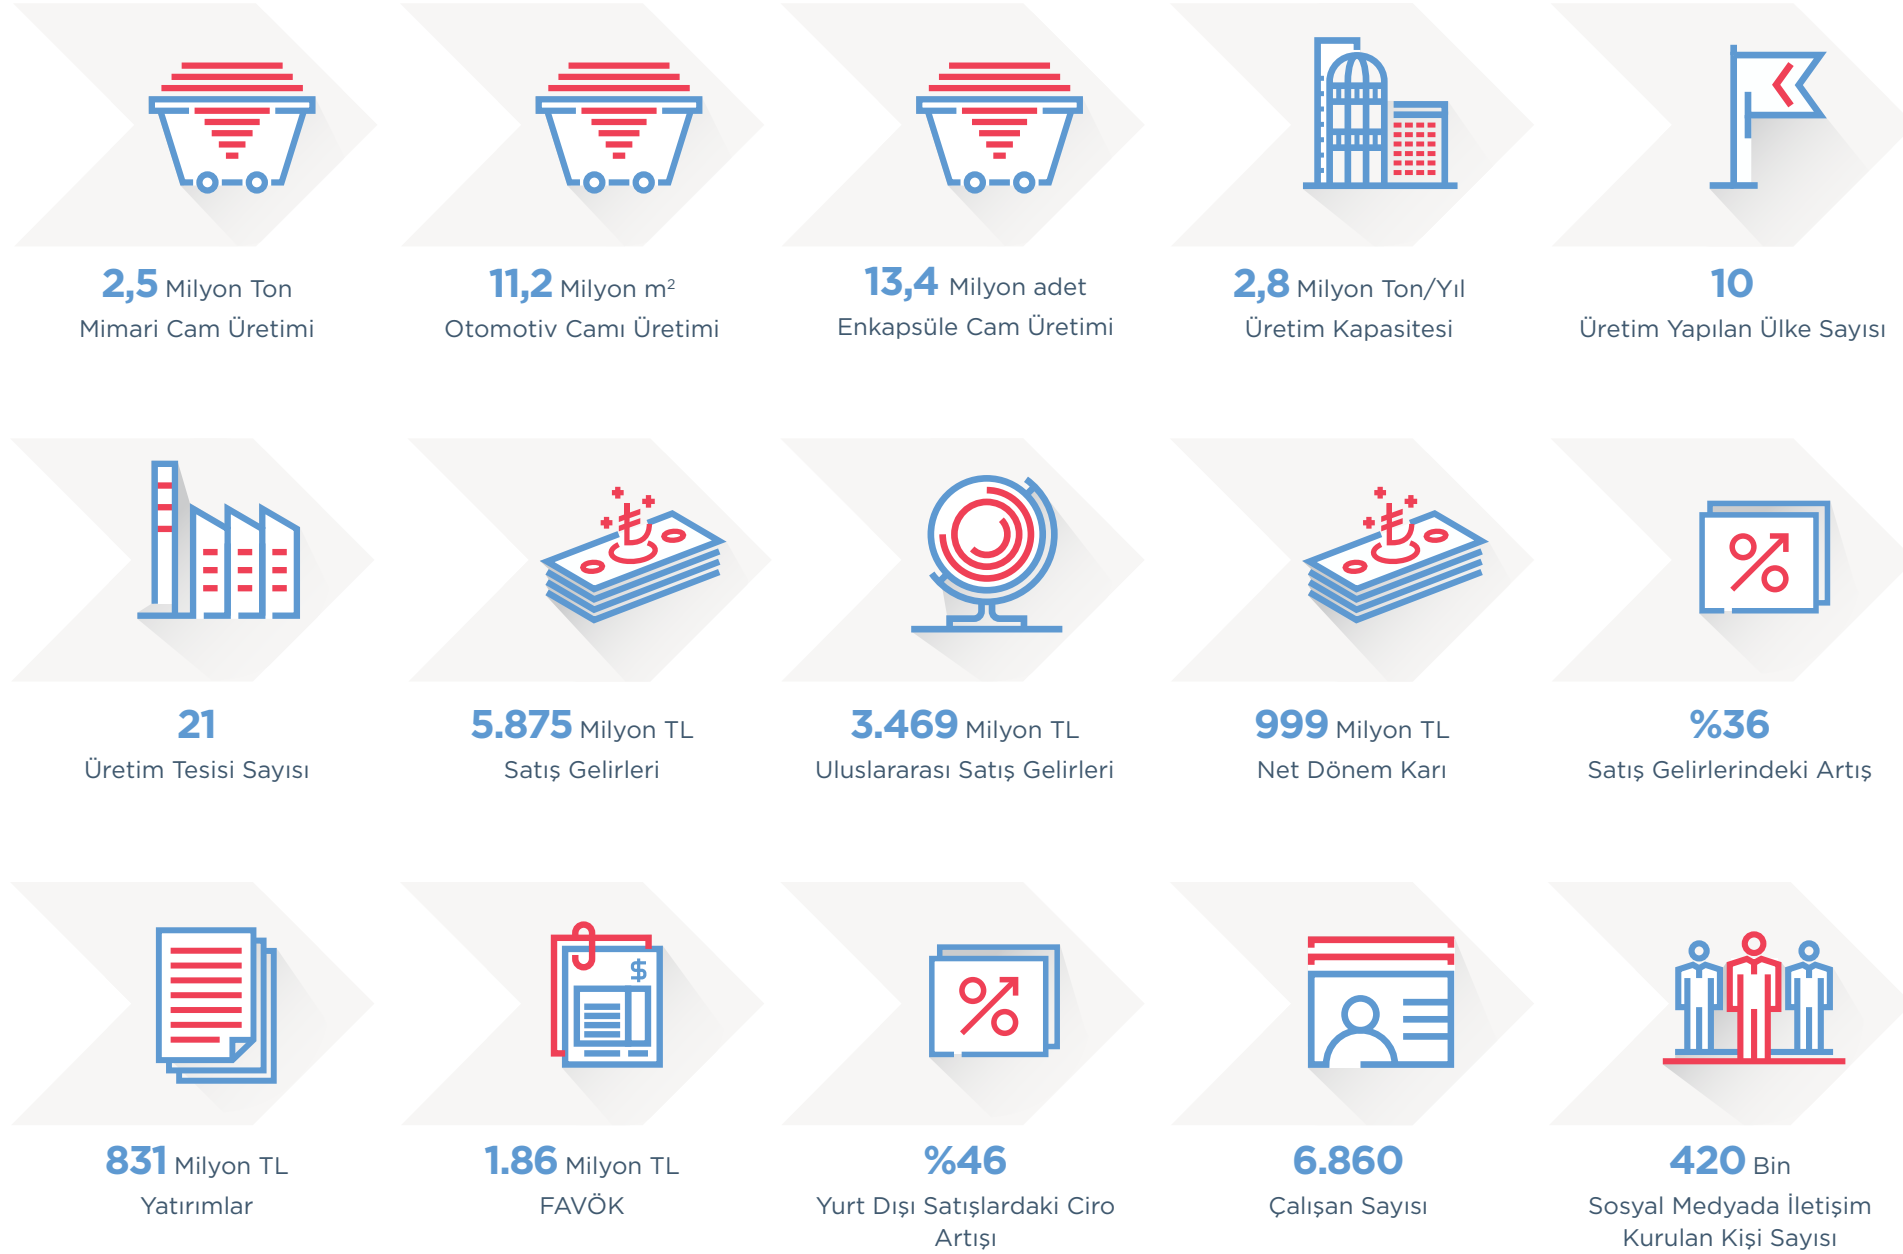 2,5 Milyon Ton
Mimari Cam Üretimi
11,2 Milyon m²
Otomotiv Camı Üretimi
13,4 Milyon adet
Enkapsüle Cam Üretimi
2,8 Milyon Ton/Yıl
Üretim Kapasitesi
10
Üretim Yapılan Ülke Sayısı
21
Üretim Tesisi Sayısı
5.875 Milyon TL
Satış Gelirleri
3.469 Milyon TL
Uluslararası Satış Gelirleri
999 Milyon TL
Net Dönem Karı
%36
Satış Gelirlerindeki Artış
831 Milyon TL
Yatırımlar
1.86 Milyon TL
FAVÖK
%46
Yurt Dışı Satışlardaki Ciro
Artışı
6.860
Çalışan Sayısı
420 Bin
Sosyal Medyada İletişim
Kurulan Kişi Sayısı